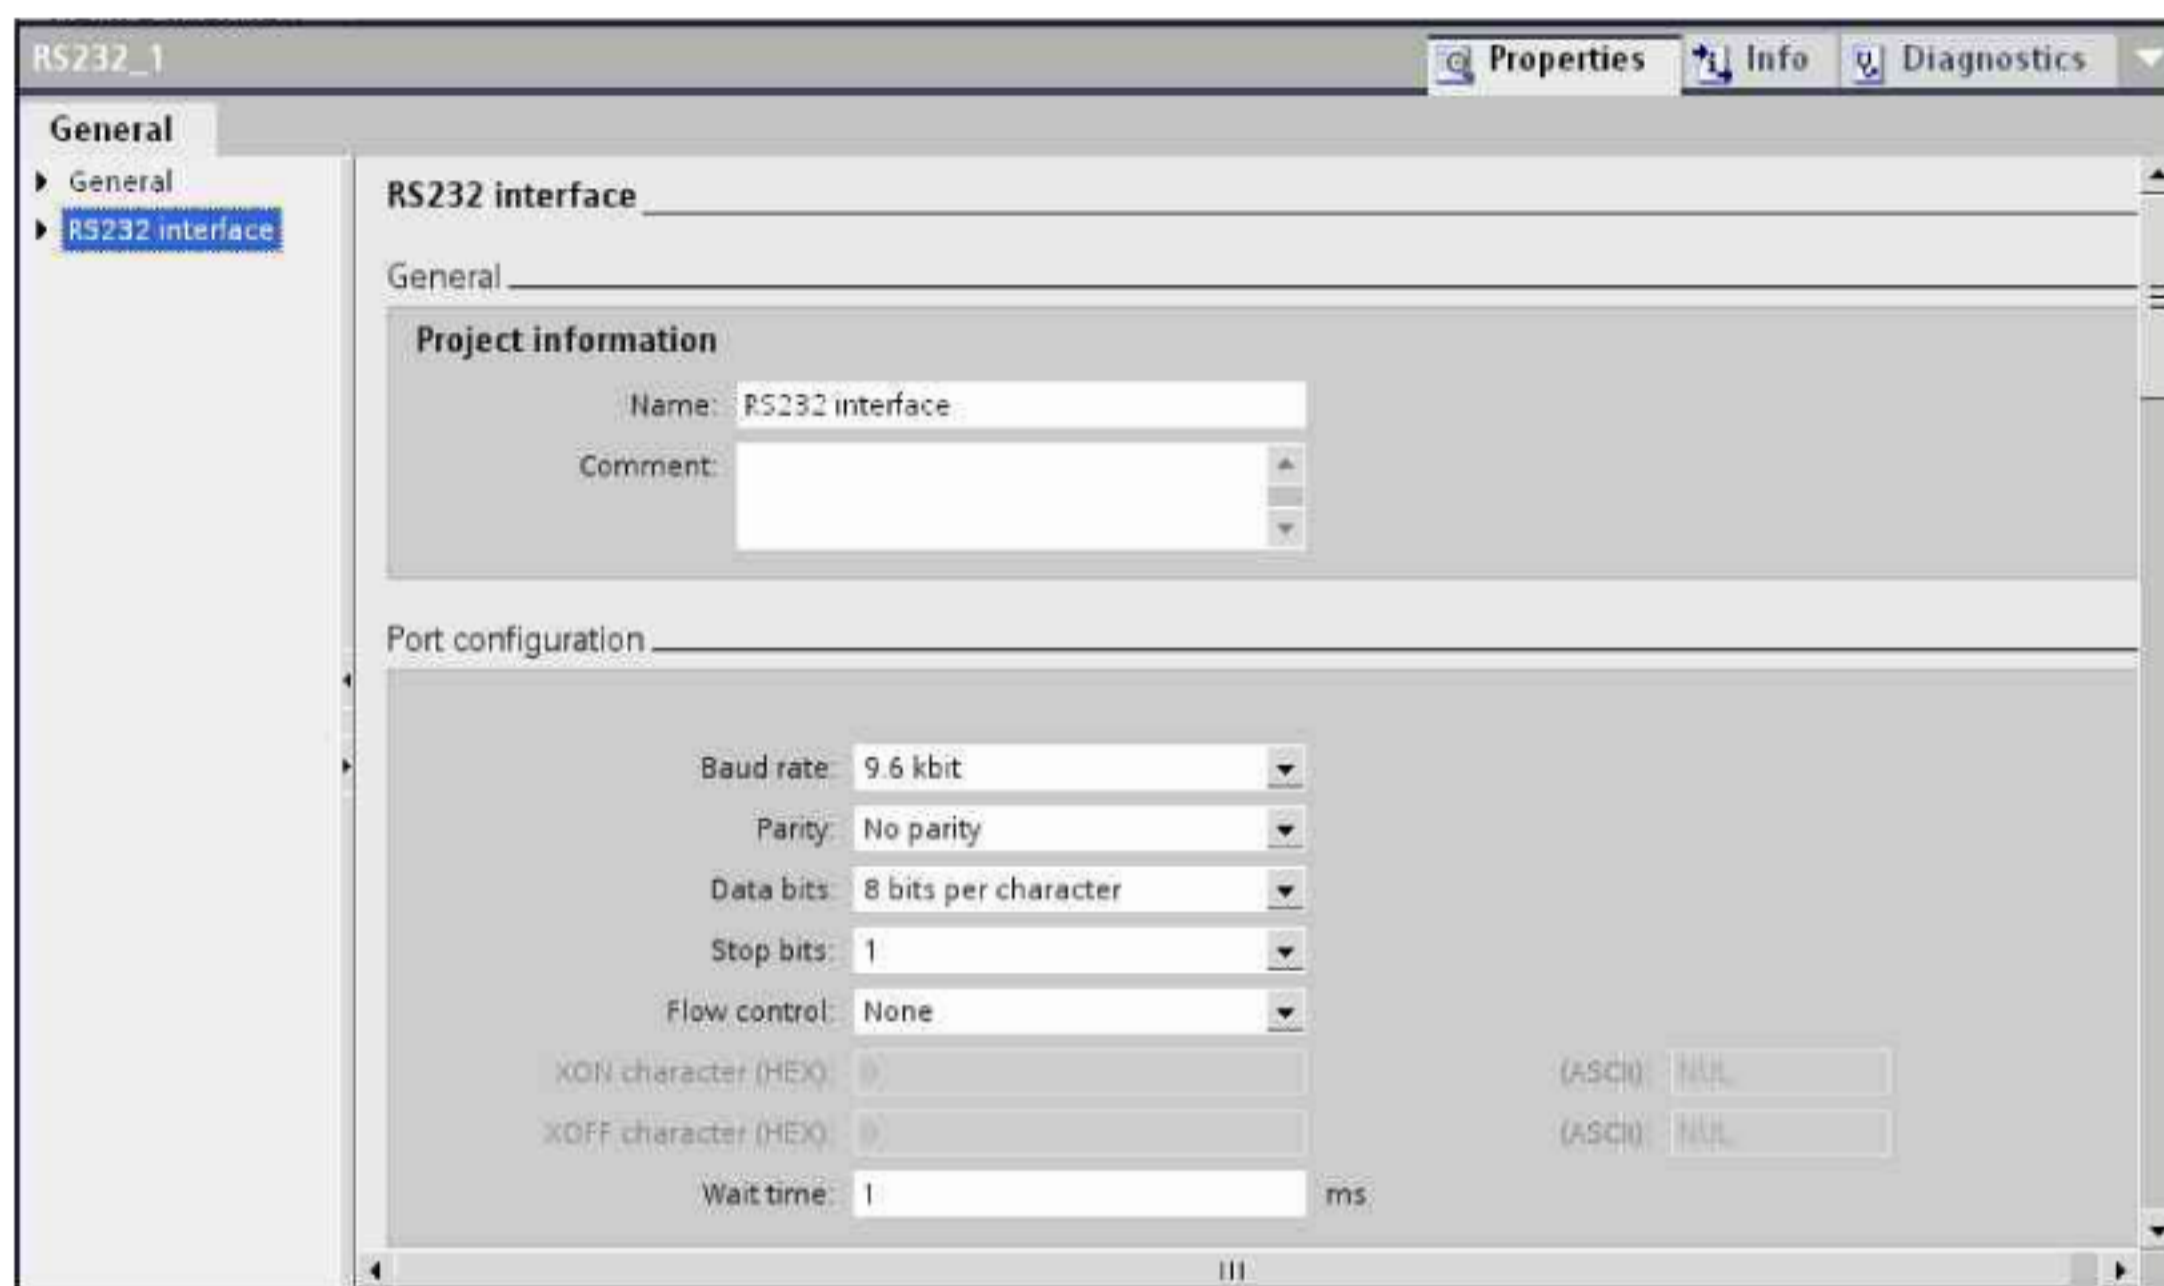 RS232_1 Properties Info Diagnostics
General
General
RS232 interface
RS232 interface
General
Project information
Name: RS232 interface
Comment:
Port configuration
Baud rate: 9.6 kbit
Parity: No parity
Data bits: 8 bits per character
Stop bits: 1
Flow control: None
XON character (HEX): 0 (ASCII): NUL
XOFF character (HEX): 0 (ASCII): NUL
Wait time: 1 ms